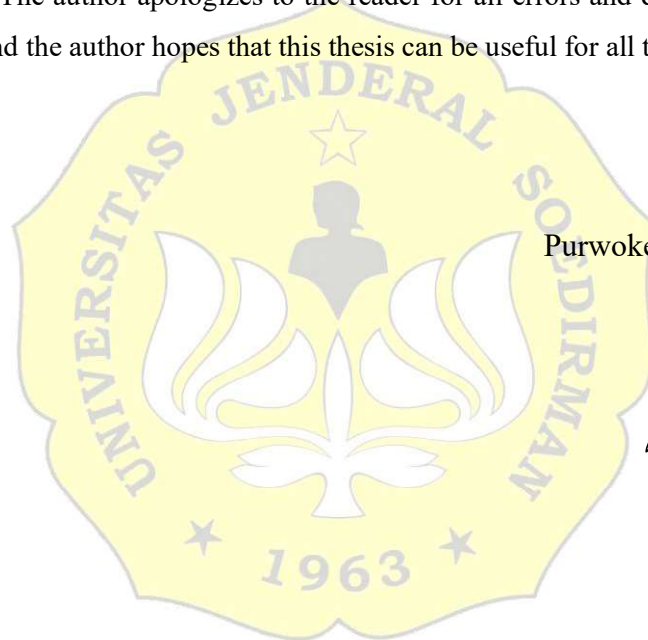 The author apologizes to the reader for all errors and
nd the author hopes that this thesis can be useful for all
UNIVERSITAS JENDERAL SOEDIRMAN
Purwoke
1963